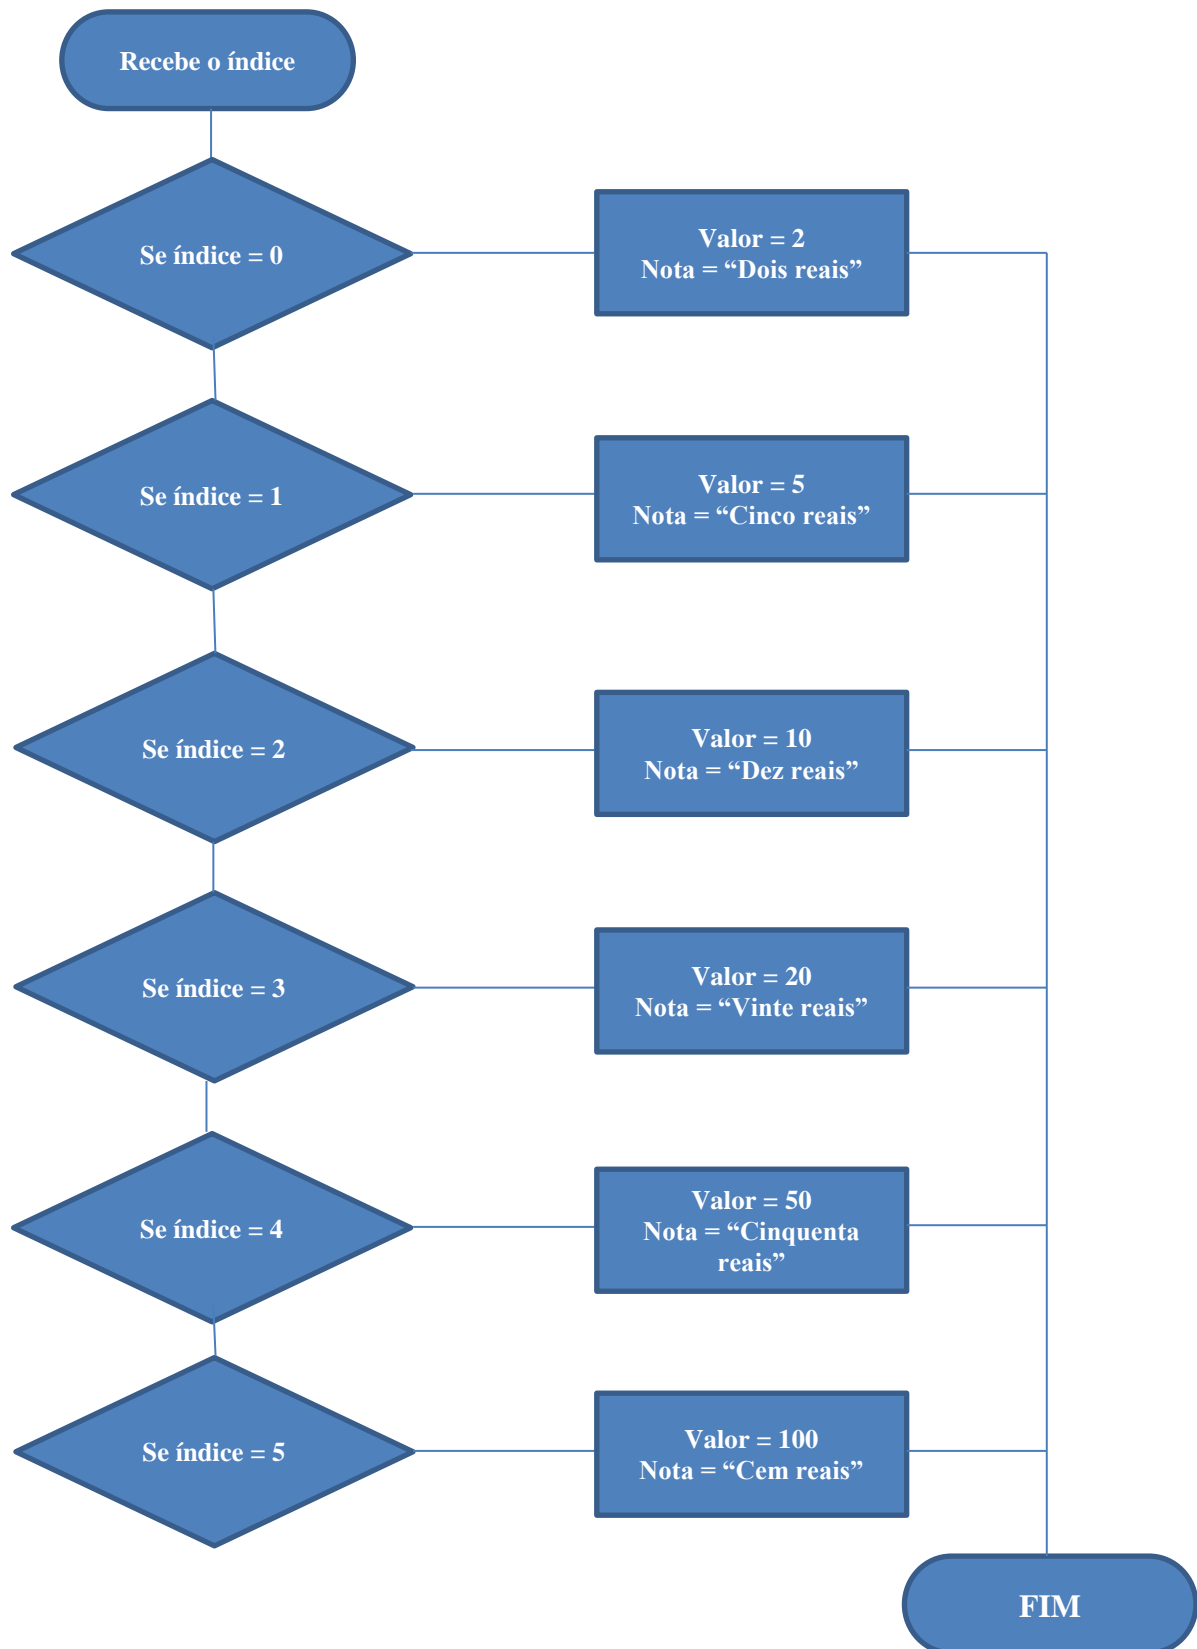 Recebe o índice
Se índice = 0
Valor = 2
Nota = “Dois reais”
Se índice = 1
Valor = 5
Nota = “Cinco reais”
Se índice = 2
Valor = 10
Nota = “Dez reais”
Se índice = 3
Valor = 20
Nota = “Vinte reais”
Se índice = 4
Valor = 50
Nota = “Cinquenta
reais”
Se índice = 5
Valor = 100
Nota = “Cem reais”
FIM